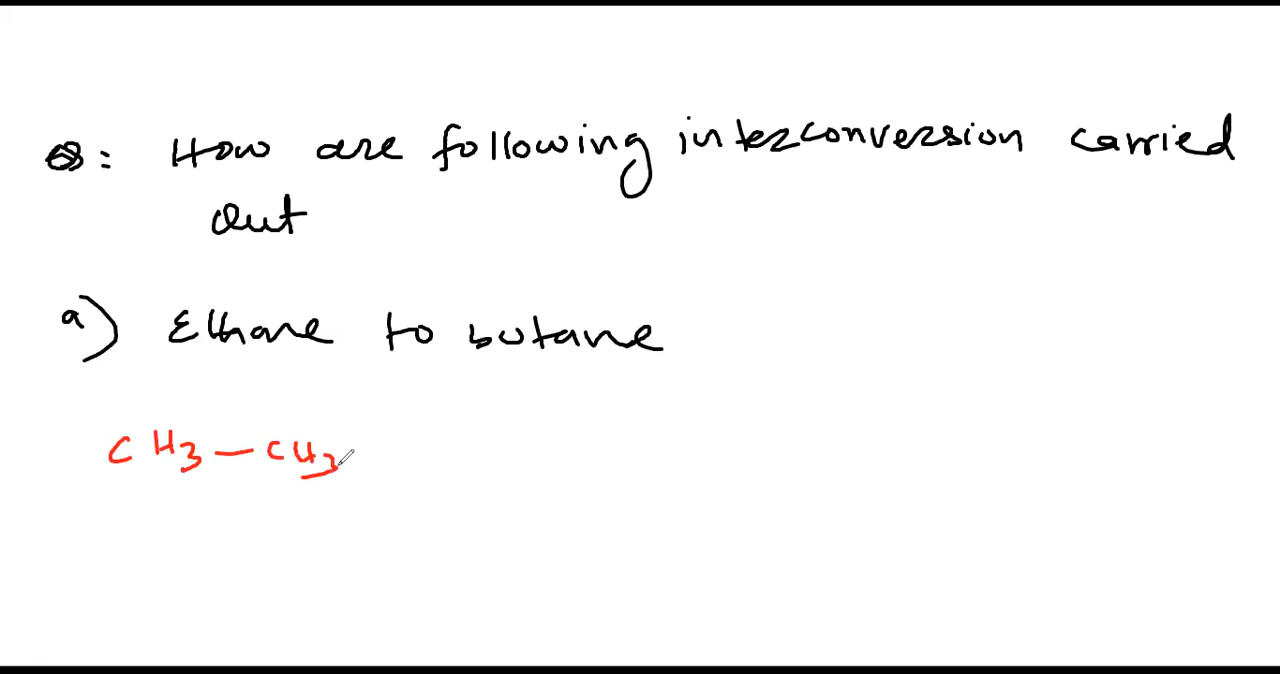 Q: How are following interconversion carried
out
a) Ethane to butane
CH3-CH3